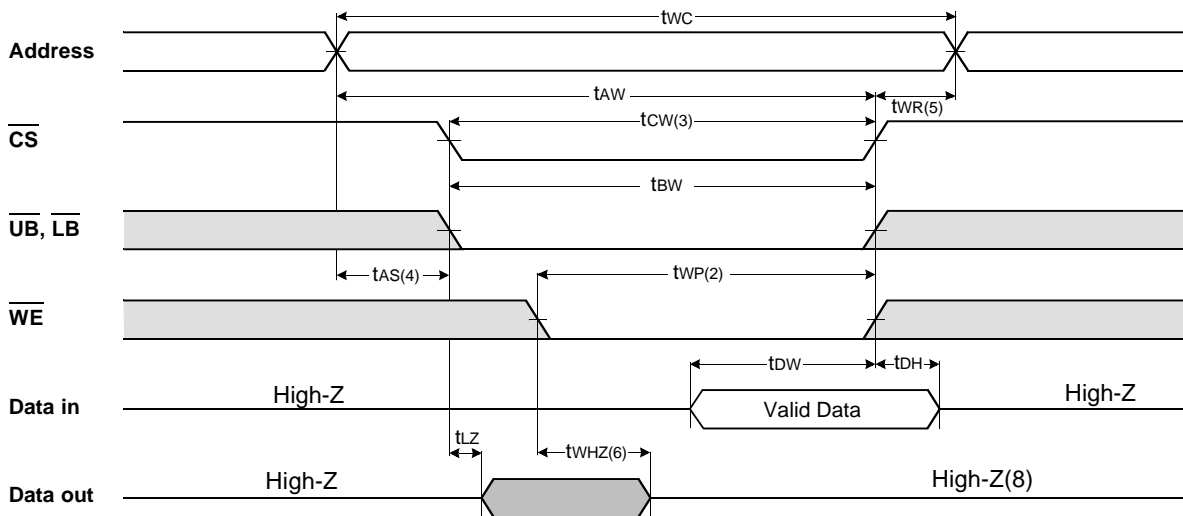 tWC
Address
tAW
tWR(5)
tCW(3)
CS
tBW
UB, LB
tAS(4)
tWP(2)
WE
tDW
tDH
Data in
High-Z
Valid Data
High-Z
tLZ
tWHZ(6)
Data out
High-Z
High-Z(8)